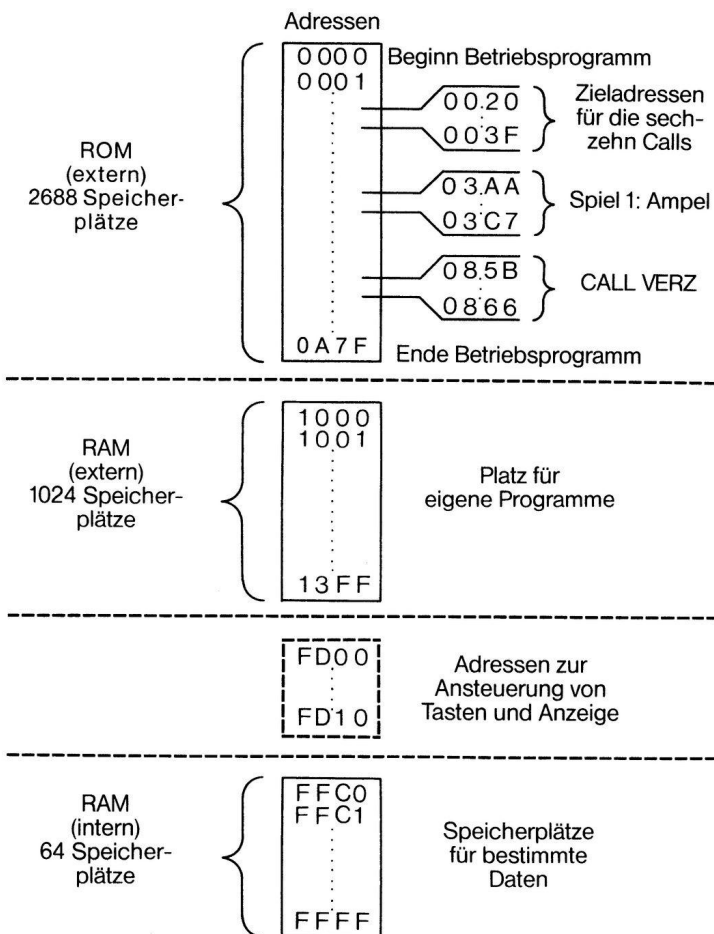 Adressen
0000
0001
Beginn Betriebsprogramm
0020
003F
Zieladressen
für die sech-
zehn Calls
ROM
(extern)
2688 Speicher-
plätze
03AA
03C7
Spiel 1: Ampel
085B
0866
CALL VERZ
0A7F
Ende Betriebsprogramm
RAM
(extern)
1024 Speicher-
plätze
1000
1001
13FF
Platz für
eigene Programme
FD00
FD10
Adressen zur
Ansteuerung von
Tasten und Anzeige
RAM
(intern)
64 Speicher-
plätze
FFC0
FFC1
FFFF
Speicherplätze
für bestimmte
Daten